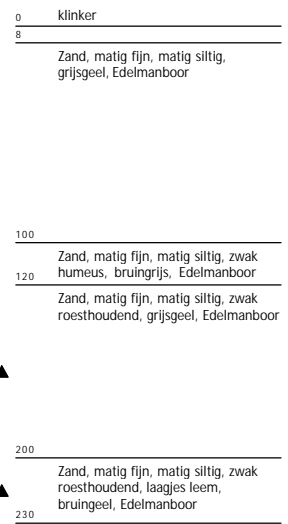 0 klinker
8
Zand, matig fijn, matig siltig,
grijsgeel, Edelmanboor
100
Zand, matig fijn, matig siltig, zwak
humeus, bruingrijs, Edelmanboor
120
Zand, matig fijn, matig siltig, zwak
roesthoudend, grijsgeel, Edelmanboor
200
Zand, matig fijn, matig siltig, zwak
roesthoudend, laagjes leem,
bruingeel, Edelmanboor
230